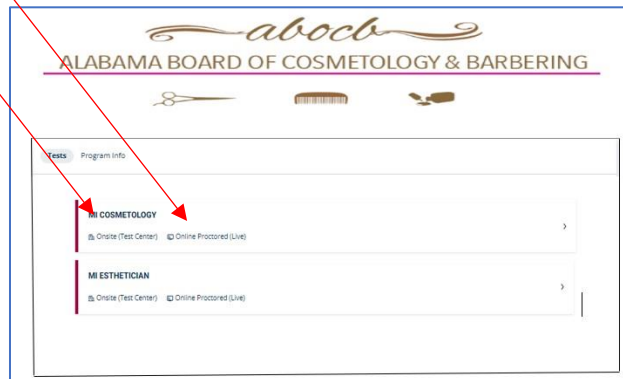 abocb
ALABAMA BOARD OF COSMETOLOGY & BARBERING
Tests Program Info
MI COSMETOLOGY
Onsite (Test Center) Online Proctored (Live)
MI ESTHETICIAN
Onsite (Test Center) Online Proctored (Live)